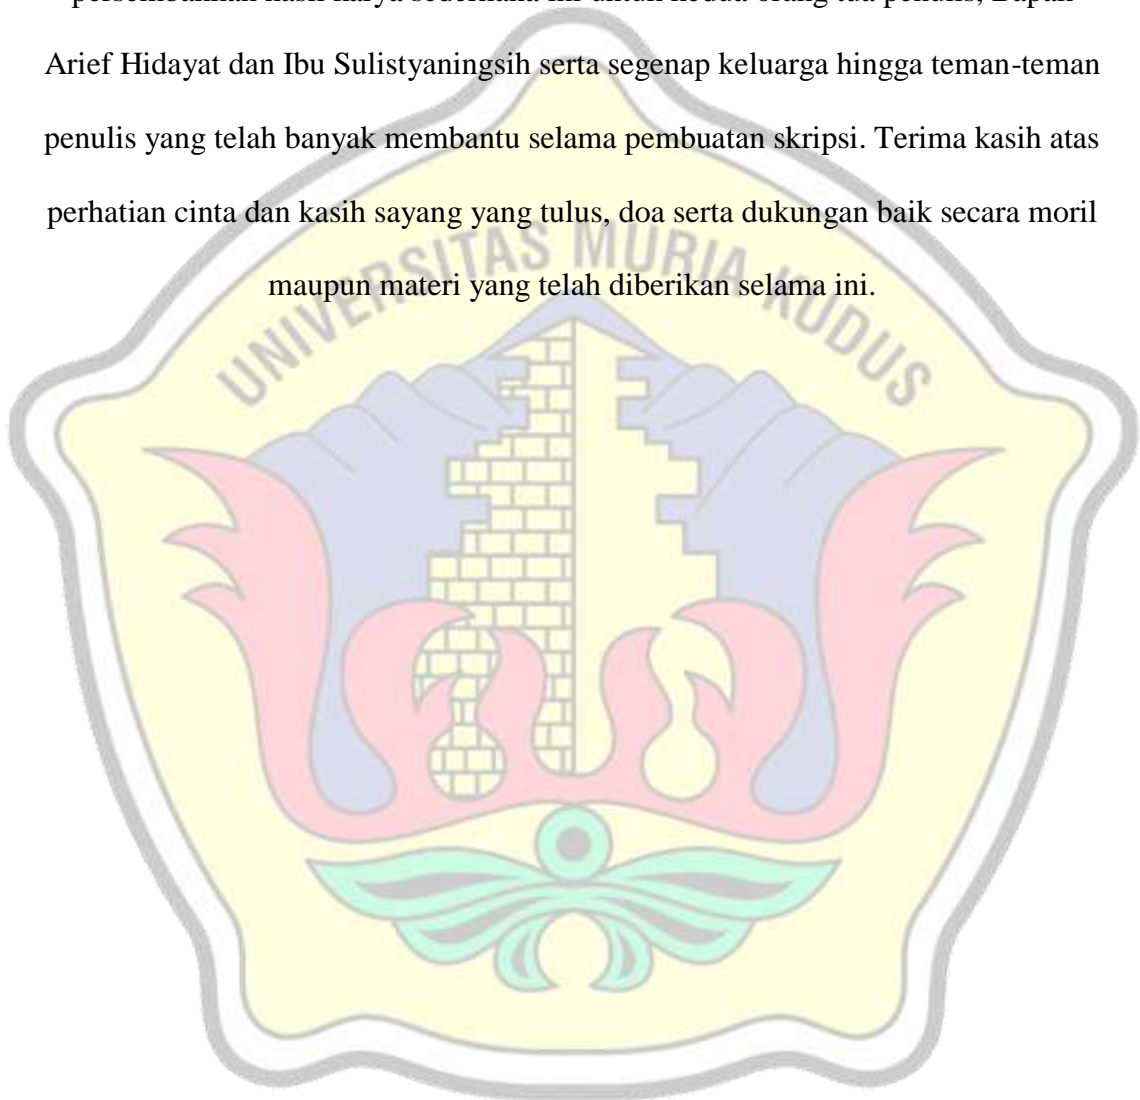 Arief Hidayat dan Ibu Sulistyaningsih serta segenap keluarga hingga teman-teman
penulis yang telah banyak membantu selama pembuatan skripsi. Terima kasih atas
perhatian cinta dan kasih sayang yang tulus, doa serta dukungan baik secara moril
maupun materi yang telah diberikan selama ini.
UNIVERSITAS MURIA KUDUS